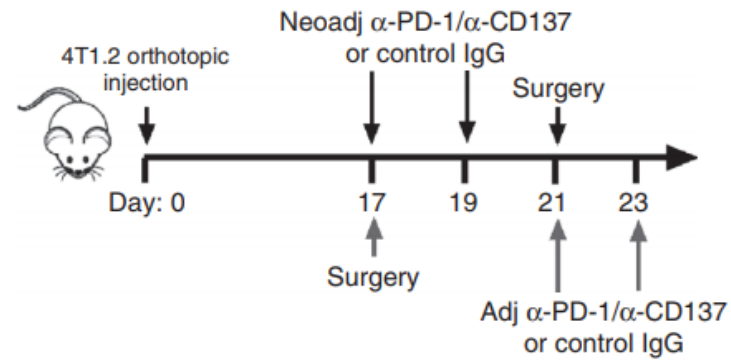 Neoadj α-PD-1/α-CD137
or control IgG
4T1.2 orthotopic
injection
Surgery
Day: 0
17
19
21
23
Surgery
Adj α-PD-1/α-CD137
or control IgG